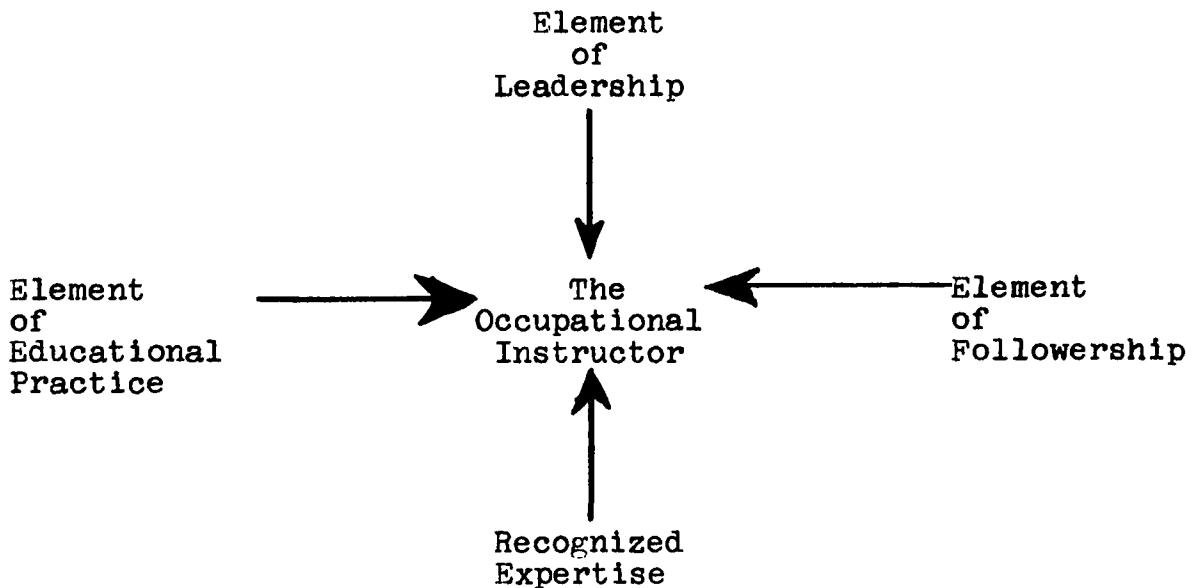 Element
of
Leadership
Element
of
Educational
Practice
The
Occupational
Instructor
Element
of
Followership
Recognized
Expertise